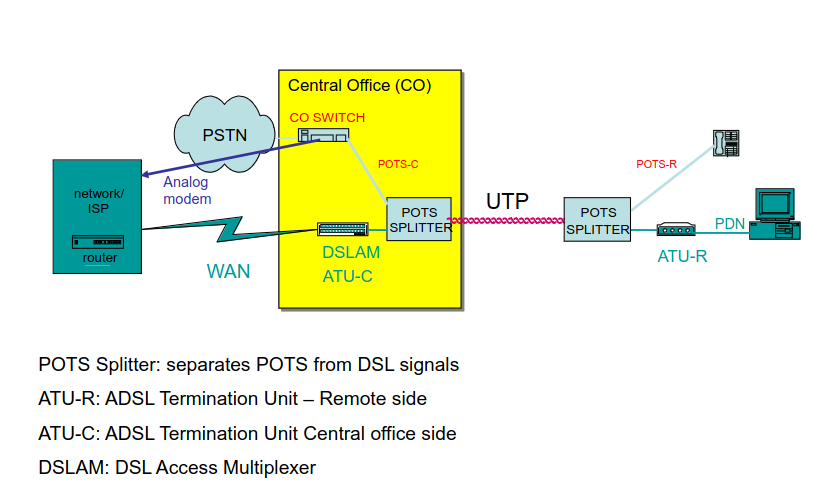 Central Office (CO)
CO SWITCH
PSTN
POTS-C
POTS-R
Analog
modem
network/
ISP
router
WAN
POTS
SPLITTER
UTP
POTS
SPLITTER
PDN
DSLAM
ATU-C
ATU-R
POTS Splitter: separates POTS from DSL signals
ATU-R: ADSL Termination Unit – Remote side
ATU-C: ADSL Termination Unit Central office side
DSLAM: DSL Access Multiplexer